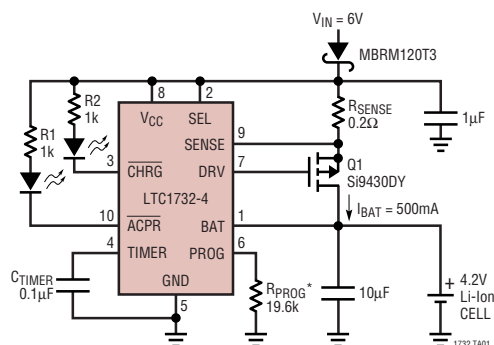 V_IN = 6V
MBRM120T3
8
2
R2
1k
R1
1k
V_CC
SEL
R_SENSE
0.2Ω
1µF
SENSE
9
3
CHRG
DRV
7
Q1
Si9430DY
LTC1732-4
10
ACPR
BAT
1
I_BAT = 500mA
4
TIMER
PROG
6
C_TIMER
0.1µF
GND
5
R_PROG*
19.6k
10µF
+
4.2V
Li-Ion
CELL
1732 TA01